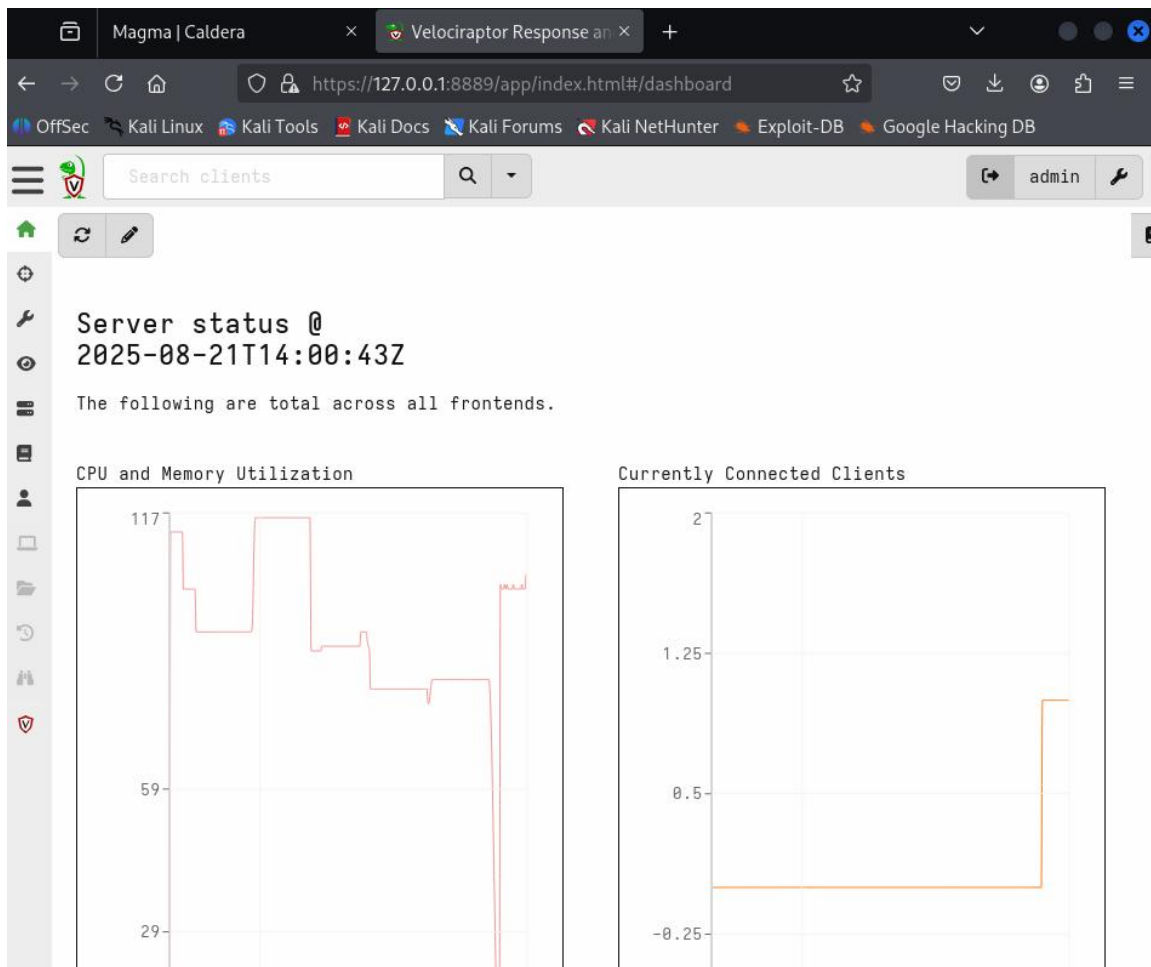 Magma | Caldera
Velociraptor Response an
https://127.0.0.1:8889/app/index.html#/dashboard
OffSec Kali Linux Kali Tools Kali Docs Kali Forums Kali NetHunter Exploit-DB Google Hacking DB
Search clients
admin
Server status @
2025-08-21T14:00:43Z
The following are total across all frontends.
CPU and Memory Utilization
117
59
29
Currently Connected Clients
2
1.25
0.5
-0.25